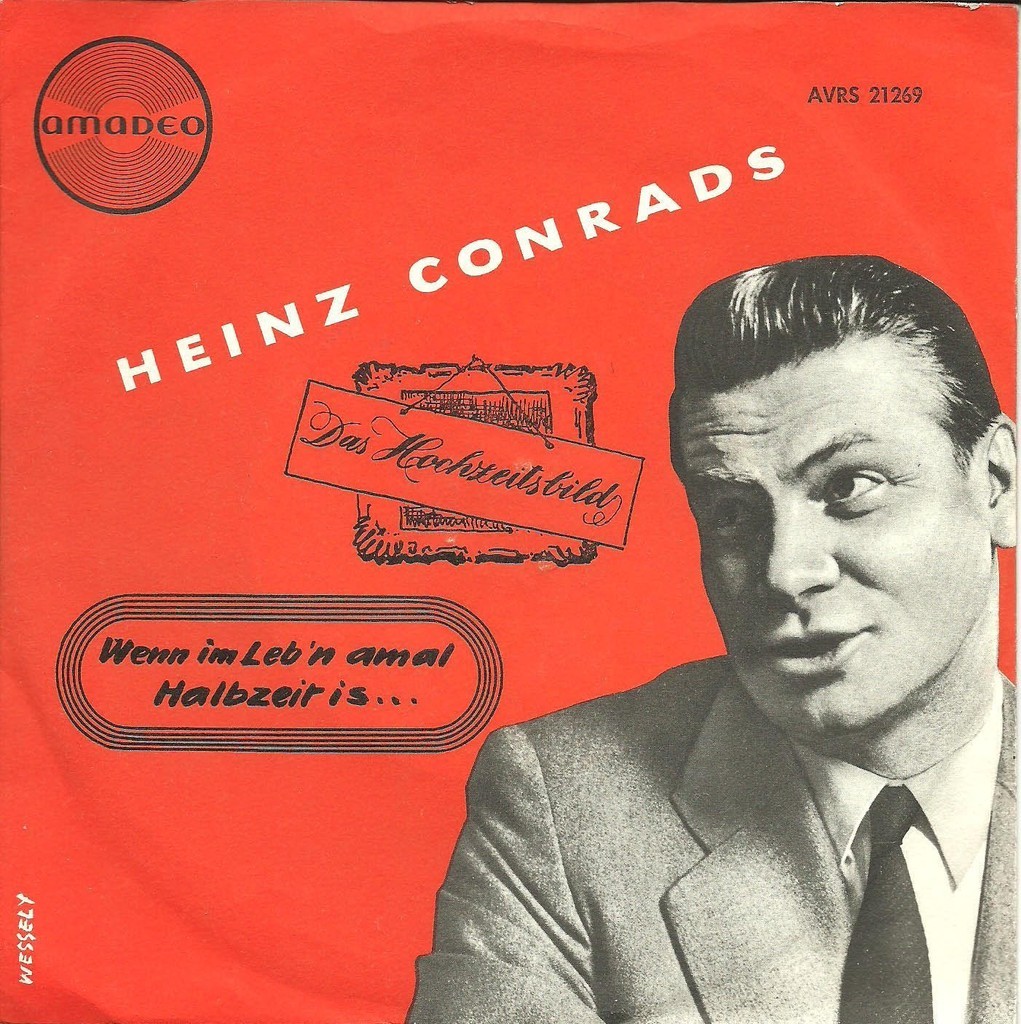 amadeo
AVRS 21269
HEINZ CONRADS
Das Hochzeitsbild
Wenn im Leb'n amal
Halbzeit is...
WESSELY